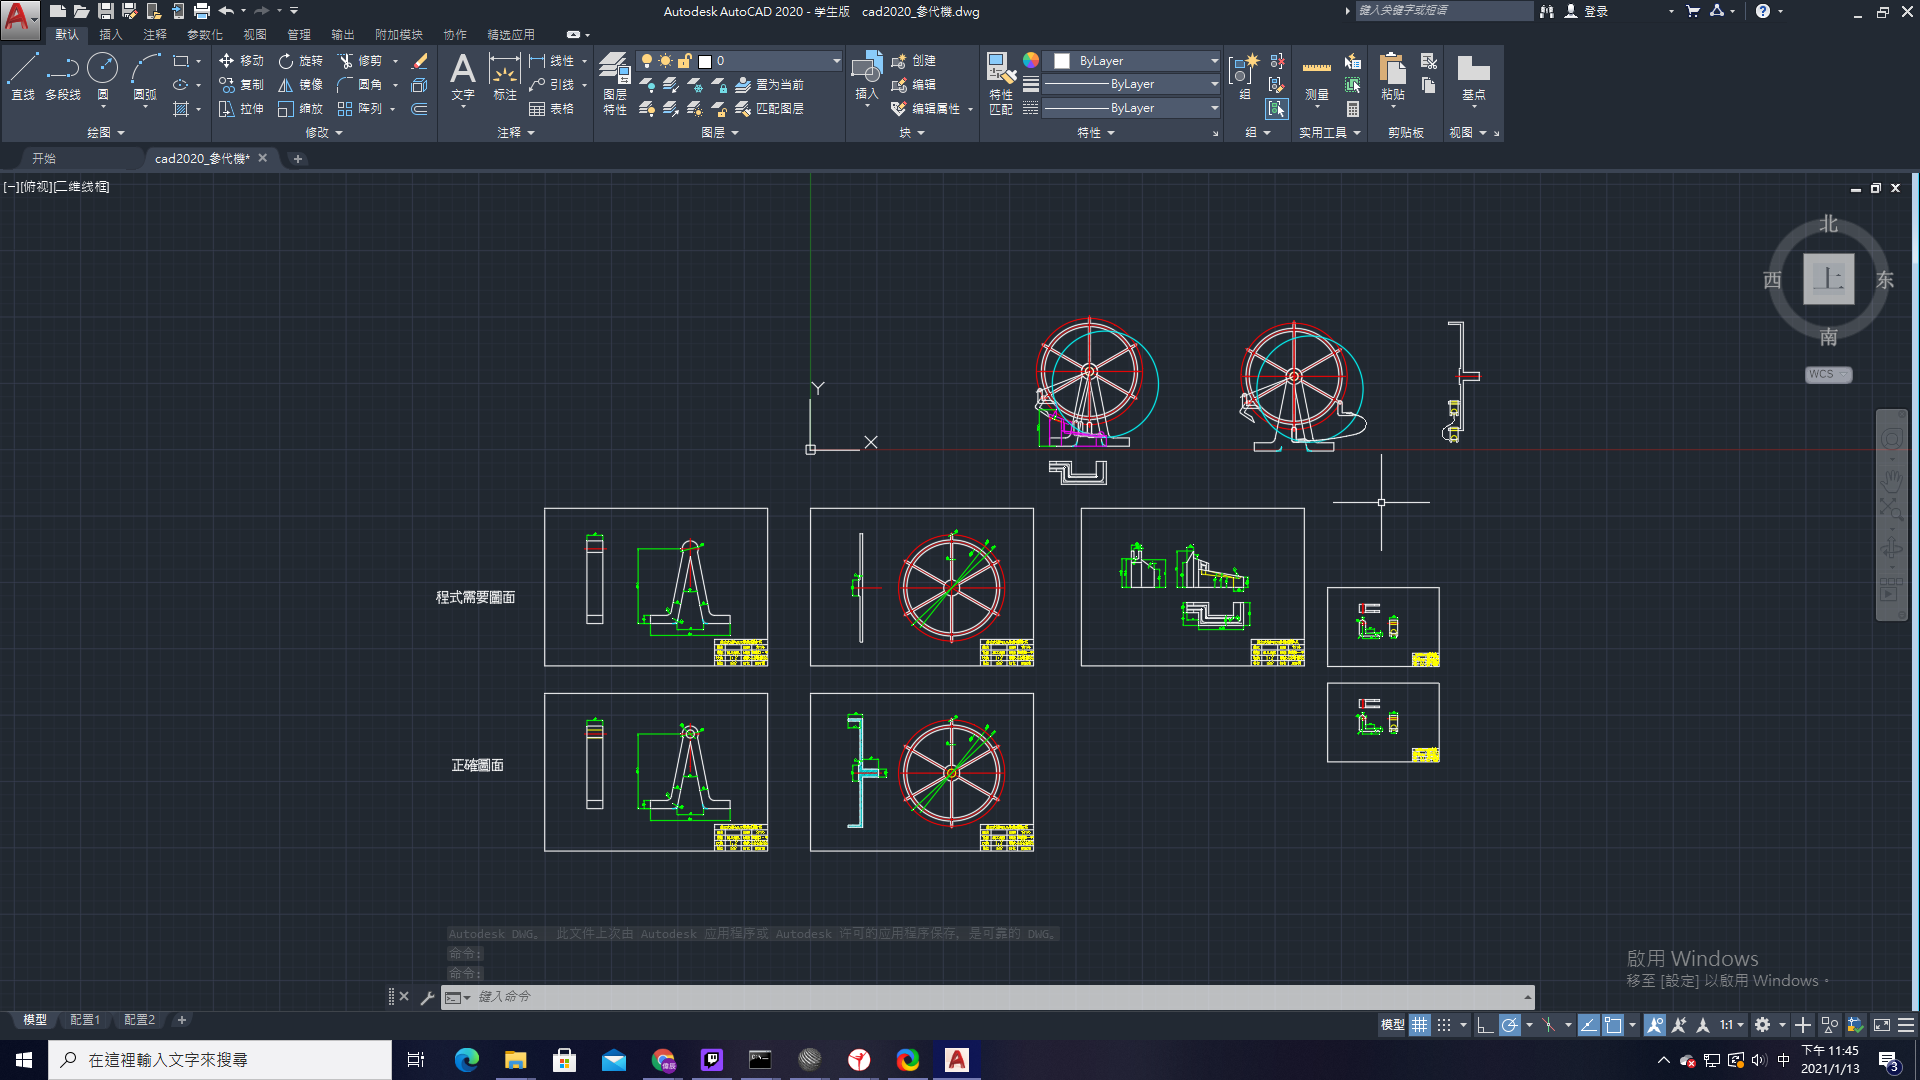 Autodesk AutoCAD 2020 - 学生版    cad2020_參代機.dwg
键入关键字或短语
登录
默认 插入 注释 参数化 视图 管理 输出 附加模块 协作 精选应用
直线 多段线 圆 圆弧
移动 旋转 修剪
复制 镜像 圆角
拉伸 缩放 阵列
文字 标注
线性
引线
表格
图层特性
0
置为当前
匹配图层
插入
创建
编辑
编辑属性
特性匹配
ByLayer
ByLayer
ByLayer
组
测量
粘贴
基点
绘图 修改 注释 图层 块 特性 组 实用工具 剪贴板 视图
开始 cad2020_參代機*
[−][俯视][二维线框]
北
西 上 东
南
WCS
Y
X
程式需要圖面
正確圖面
Autodesk DWG。  此文件上次由 Autodesk 应用程序或 Autodesk 许可的应用程序保存, 是可靠的 DWG。
命令:
命令:
键入命令
啟用 Windows
移至 [設定] 以啟用 Windows。
模型 配置1 配置2
模型 1:1
在這裡輸入文字來搜尋
中
下午 11:45
2021/1/13
3